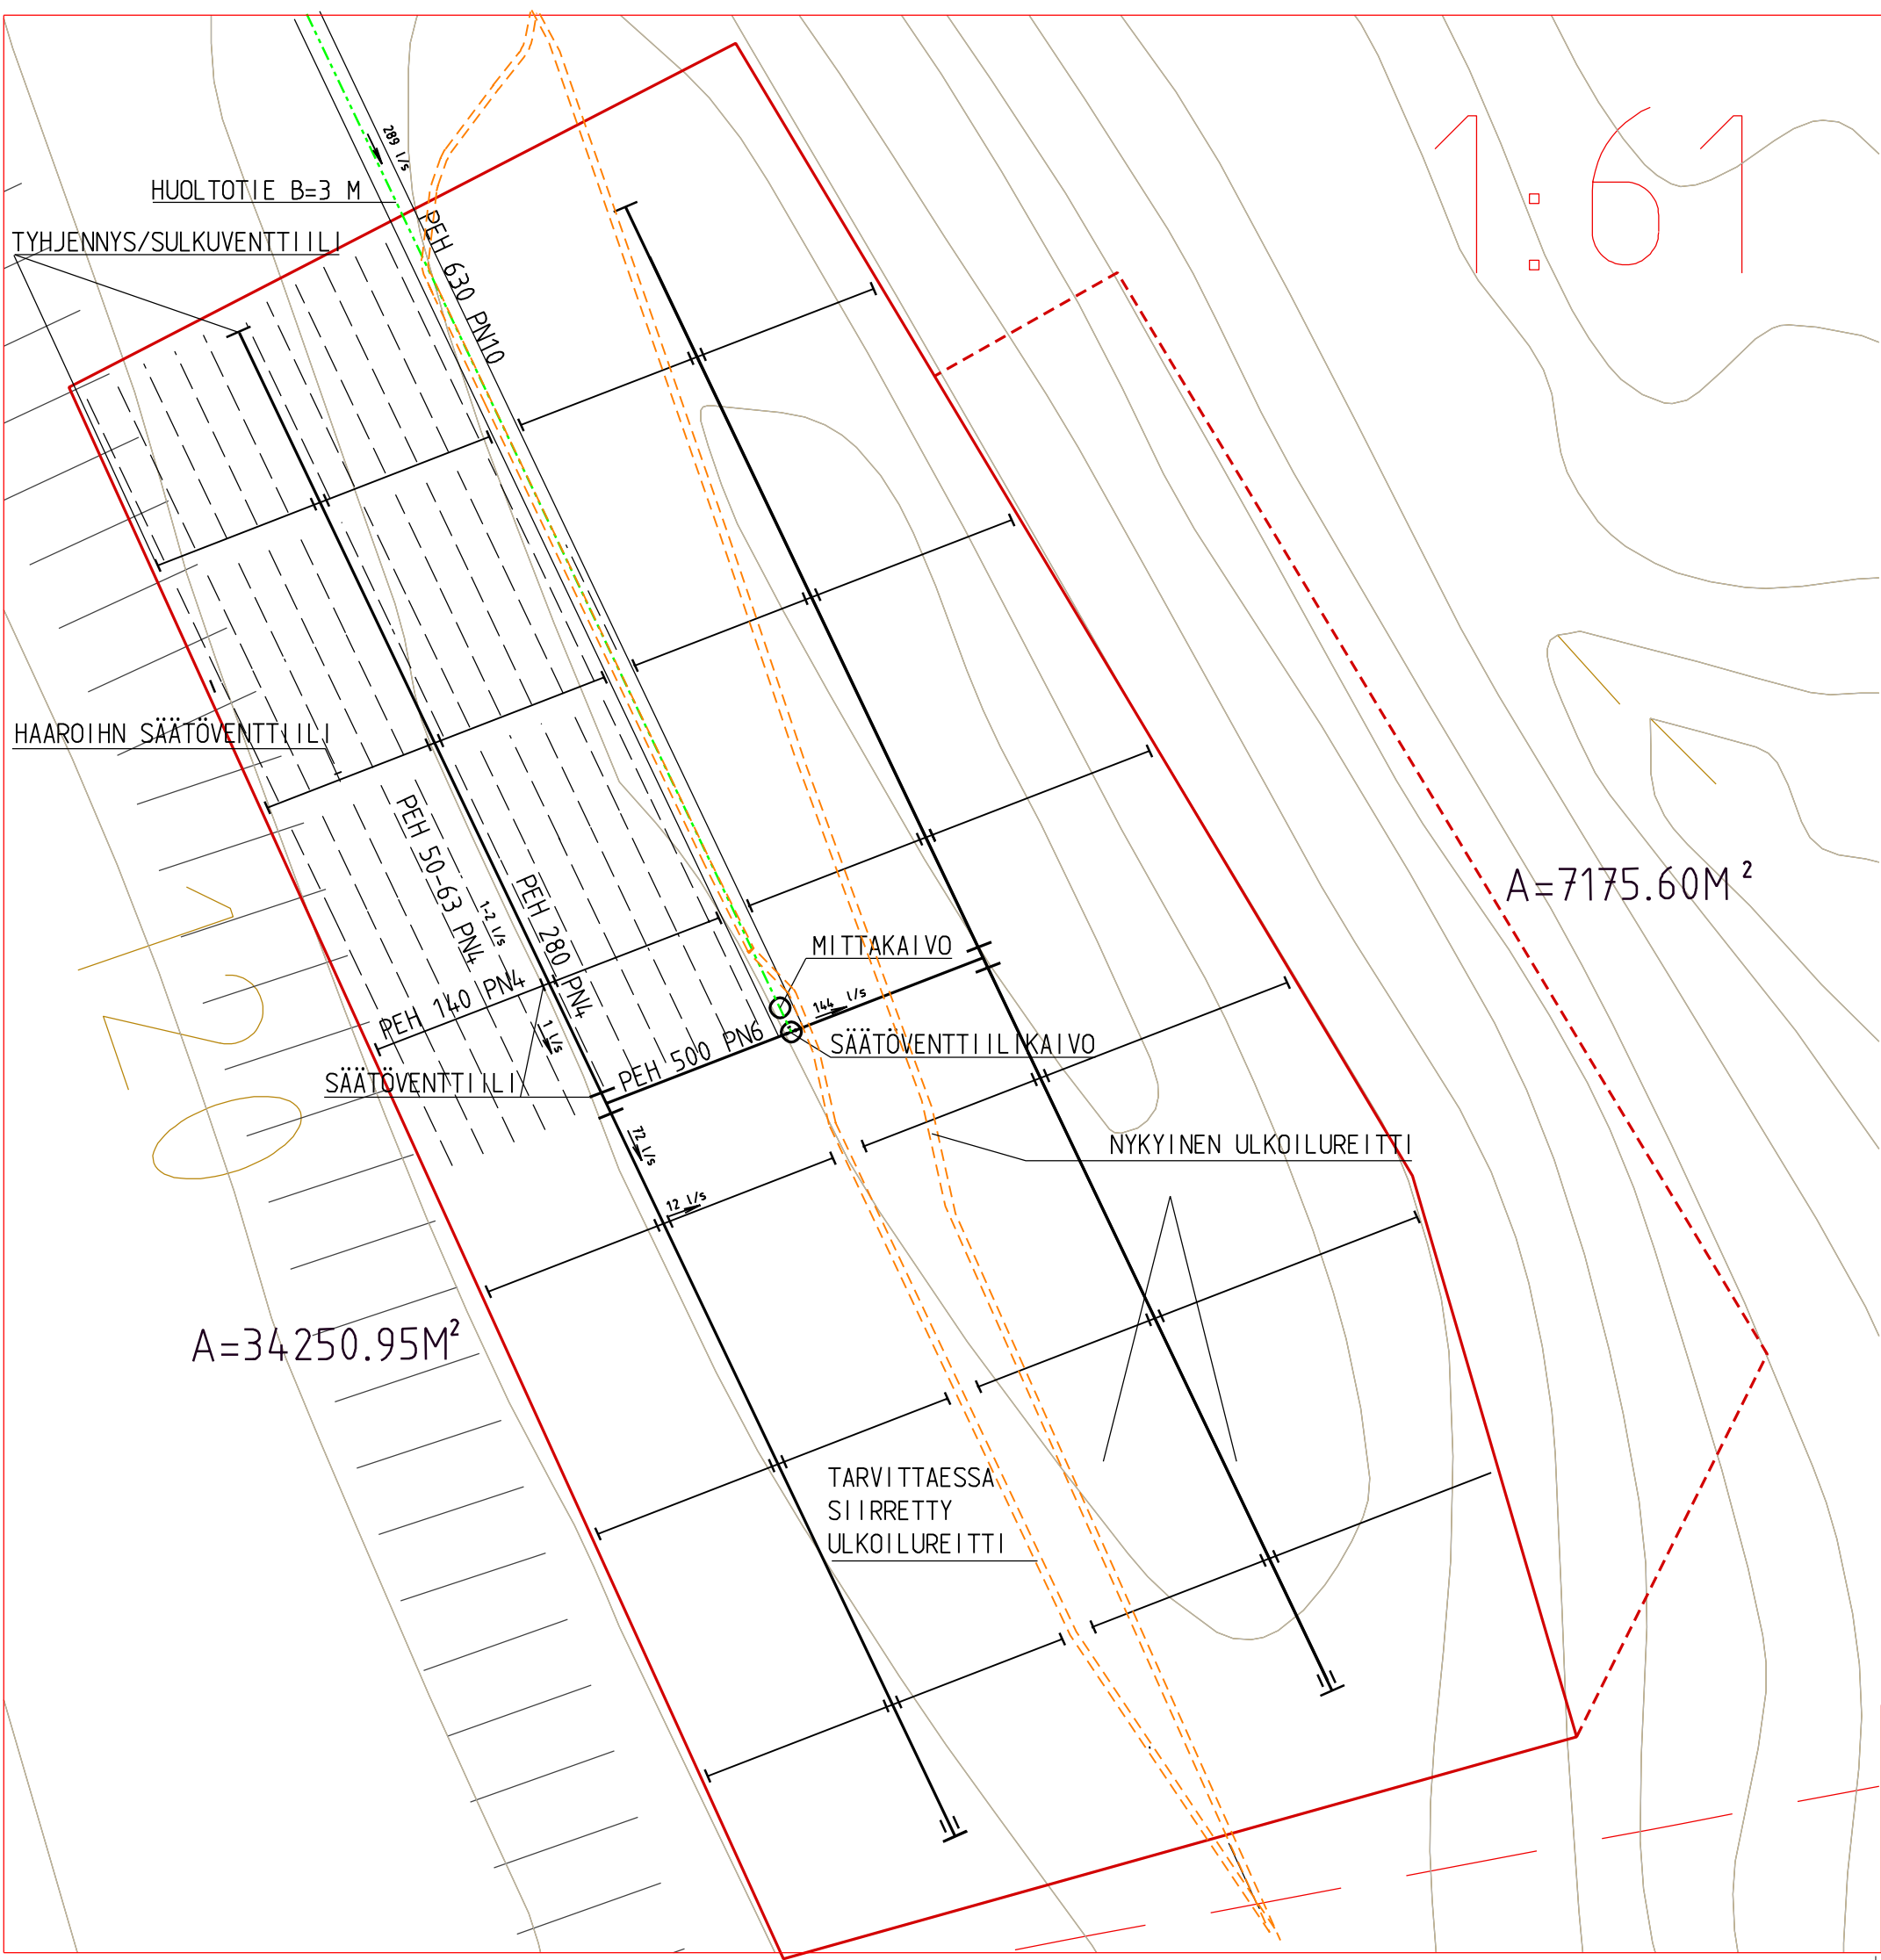 289 l/s
1:61
HUOLTOTIE B=3 M
TYHJENNYS/SULKUVENTTIILI
PEH 630 PN10
HAAROIHN SÄÄTÖVENTTIILI
PEH 50-63 PN4
1-2 l/s
PEH 280 PN4
A=7175.60M²
MITTAKAIVO
PEH 140 PN4
144 l/s
1 l/s
PEH 500 PN6
SÄÄTÖVENTTIILIKAIVO
SÄÄTÖVENTTIILI
72 l/s
NYKYINEN ULKOILUREITTI
12 l/s
A=34250.95M²
TARVITTAESSA
SIIRRETTY
ULKOILUREITTI